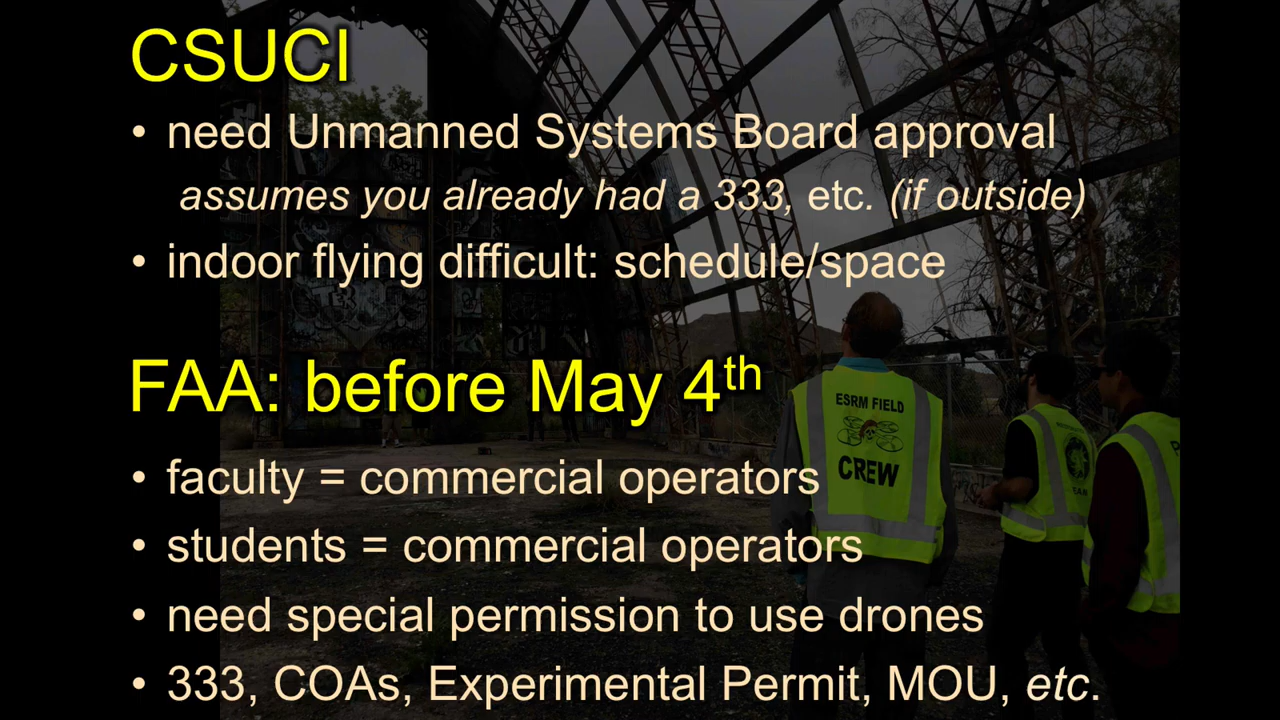 CSUCI
• need Unmanned Systems Board approval
assumes you already had a 333, etc. (if outside)
• indoor flying difficult: schedule/space
FAA: before May 4th
• faculty = commercial operators
• students = commercial operators
• need special permission to use drones
• 333, COAs, Experimental Permit, MOU, etc.
ESRM FIELD
CREW